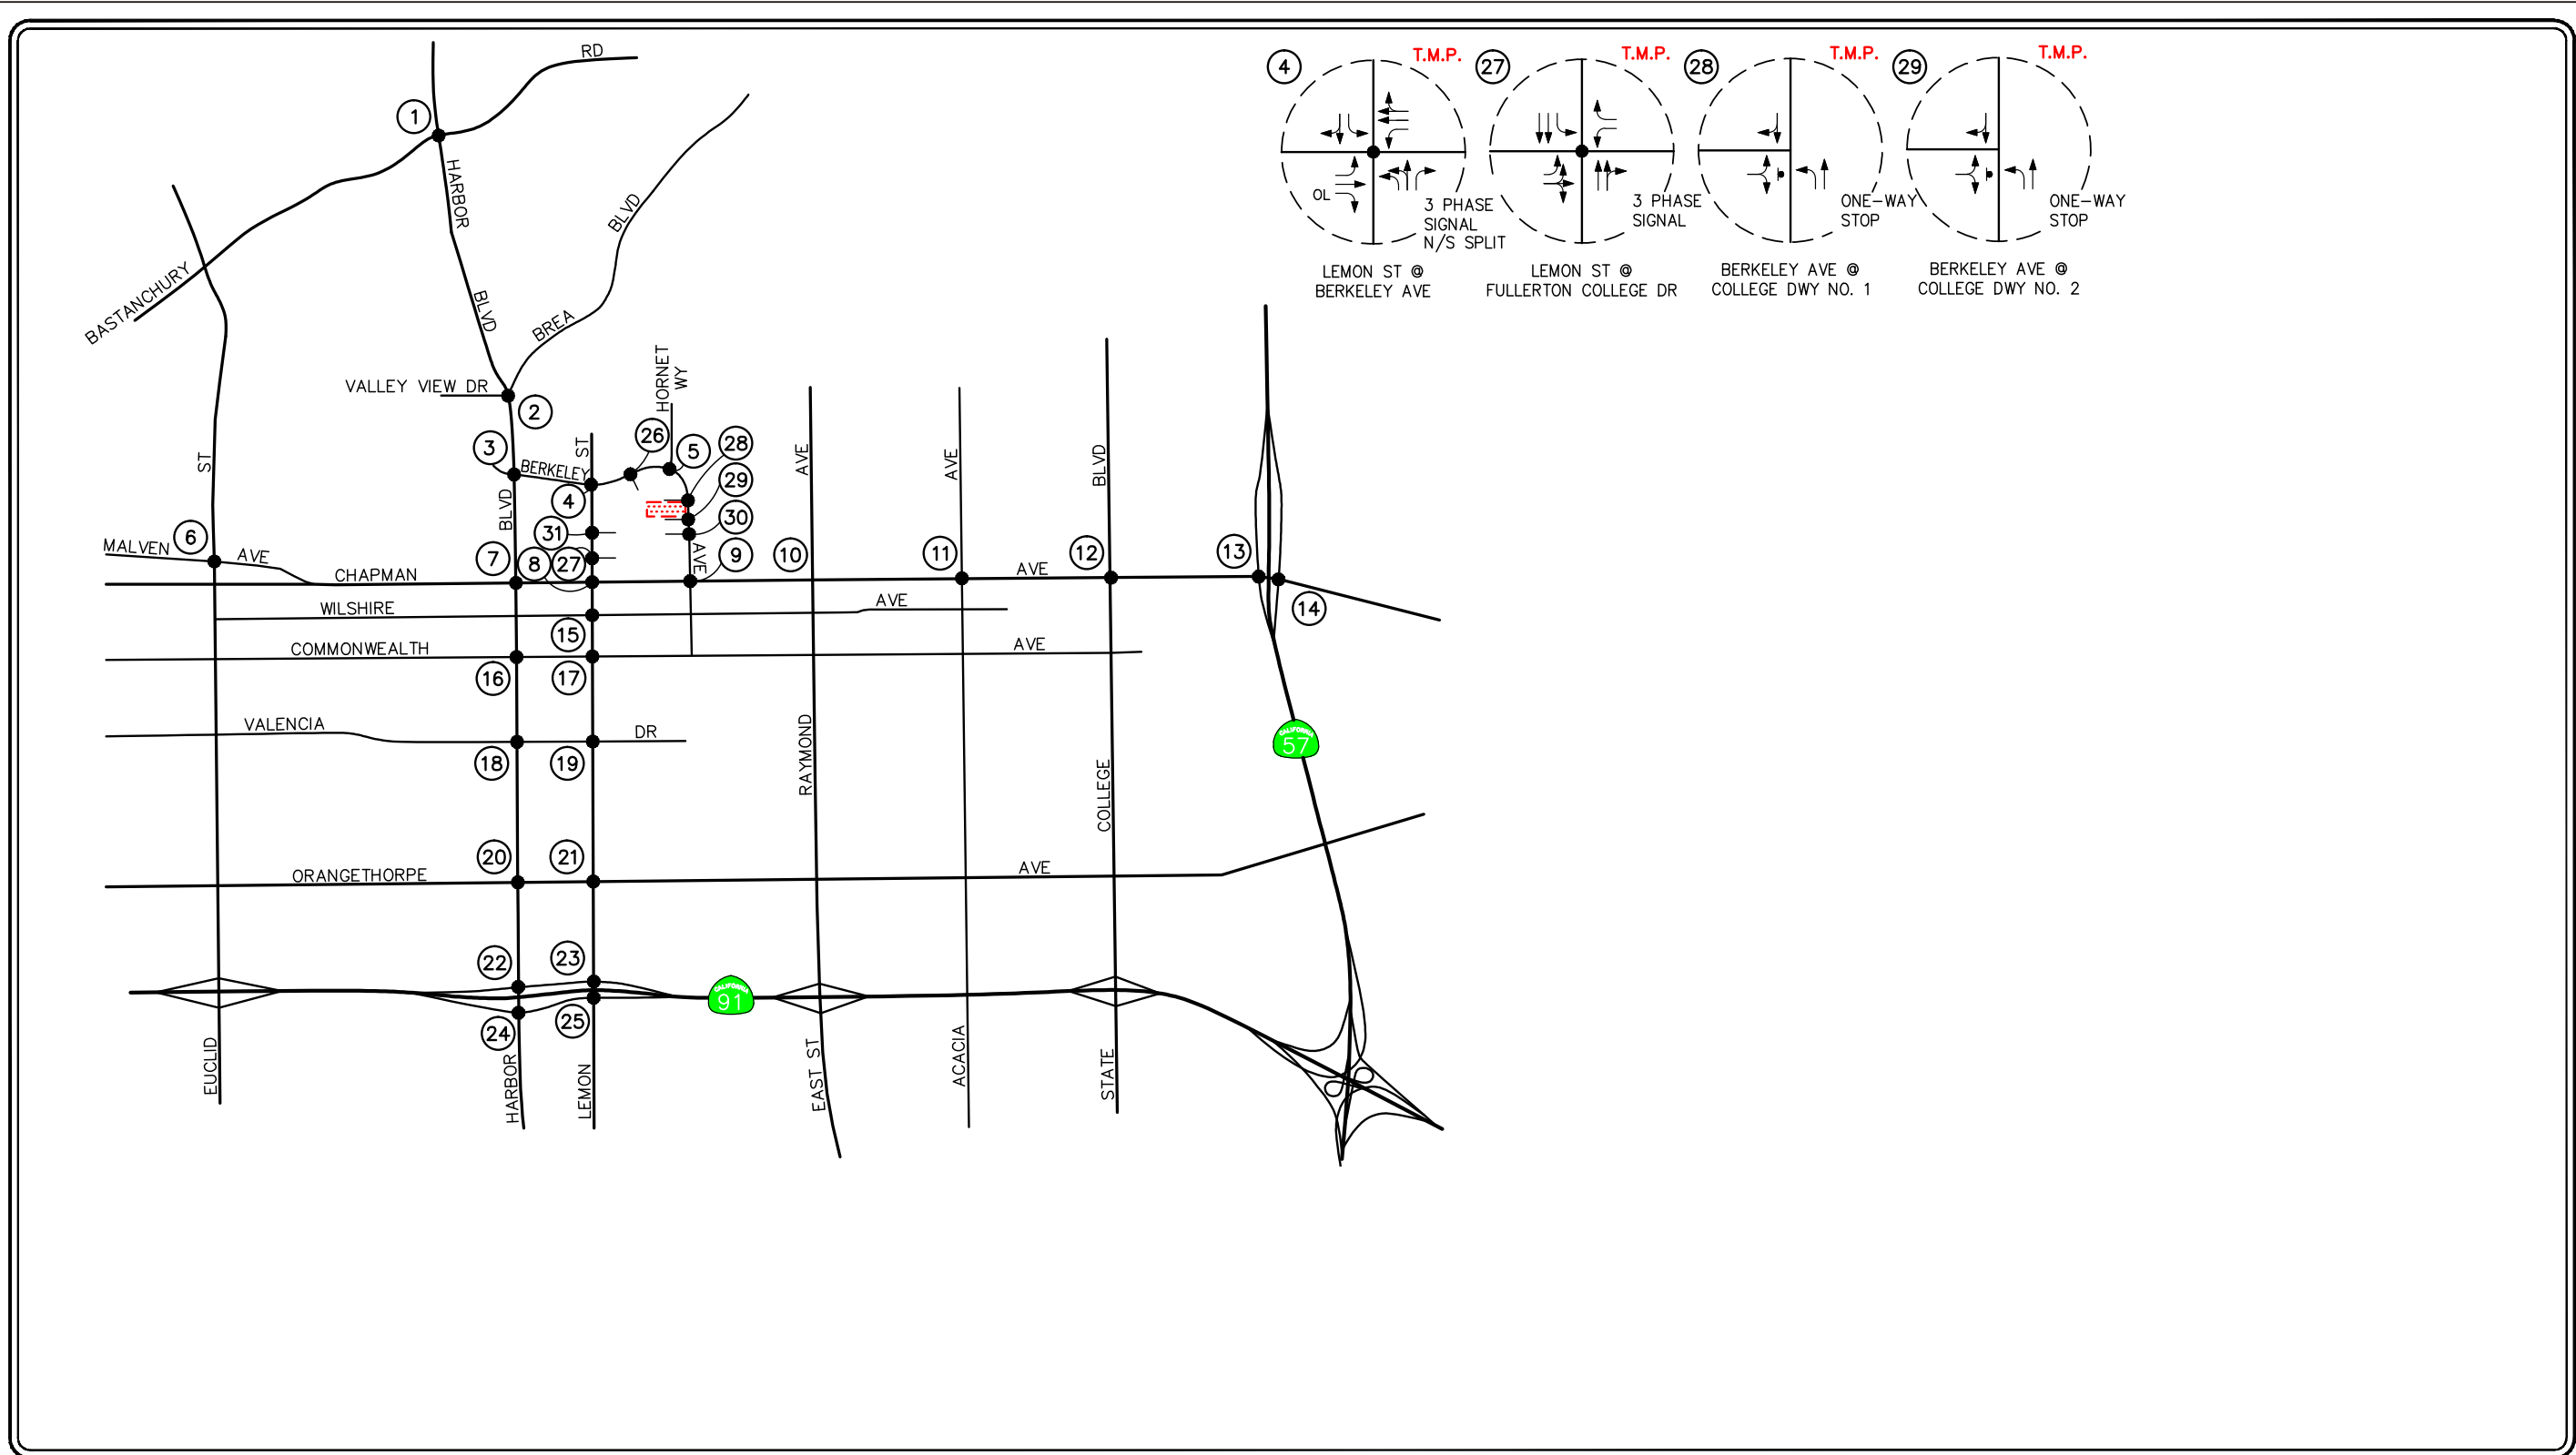 4
T.M.P.
OL
3 PHASE
SIGNAL
N/S SPLIT
LEMON ST @
BERKELEY AVE
27
T.M.P.
3 PHASE
SIGNAL
LEMON ST @
FULLERTON COLLEGE DR
28
T.M.P.
ONE-WAY
STOP
BERKELEY AVE @
COLLEGE DWY NO. 1
29
T.M.P.
ONE-WAY
STOP
BERKELEY AVE @
COLLEGE DWY NO. 2
RD
1
HARBOR
BLVD
BLVD
BASTANCHURY
BREA
VALLEY VIEW DR
2
HORNET
WY
ST
3
BERKELEY
ST
26
5
28
29
AVE
AVE
BLVD
4
BLVD
31
30
6
MALVEN
AVE
7
8
27
AVE
9
10
11
12
13
CHAPMAN
AVE
14
WILSHIRE
AVE
15
COMMONWEALTH
AVE
16
17
VALENCIA
DR
18
19
RAYMOND
COLLEGE
CALIFORNIA
57
20
21
ORANGETHORPE
AVE
22
23
CALIFORNIA
91
24
25
EUCLID
HARBOR
LEMON
EAST ST
ACACIA
STATE